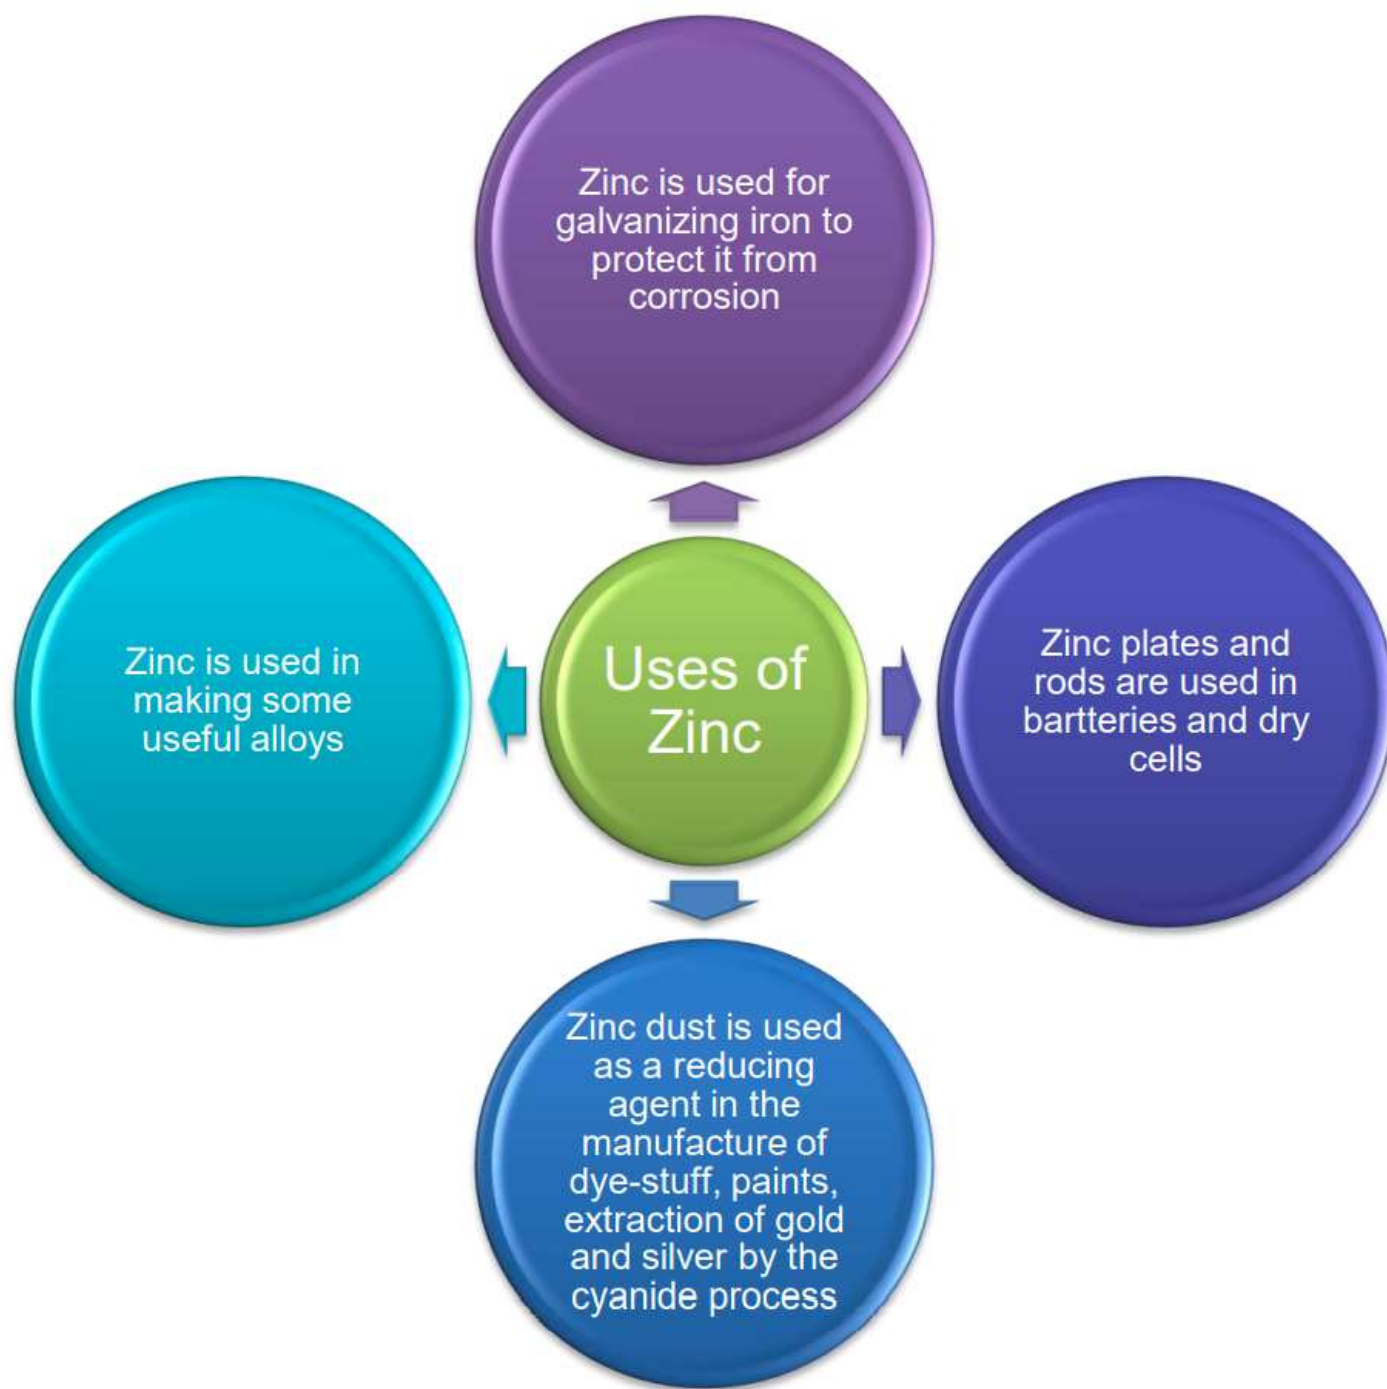 Zinc is used for
galvanizing iron to
protect it from
corrosion
Zinc is used in
making some
useful alloys
Uses of
Zinc
Zinc plates and
rods are used in
bartteries and dry
cells
Zinc dust is used
as a reducing
agent in the
manufacture of
dye-stuff, paints,
extraction of gold
and silver by the
cyanide process